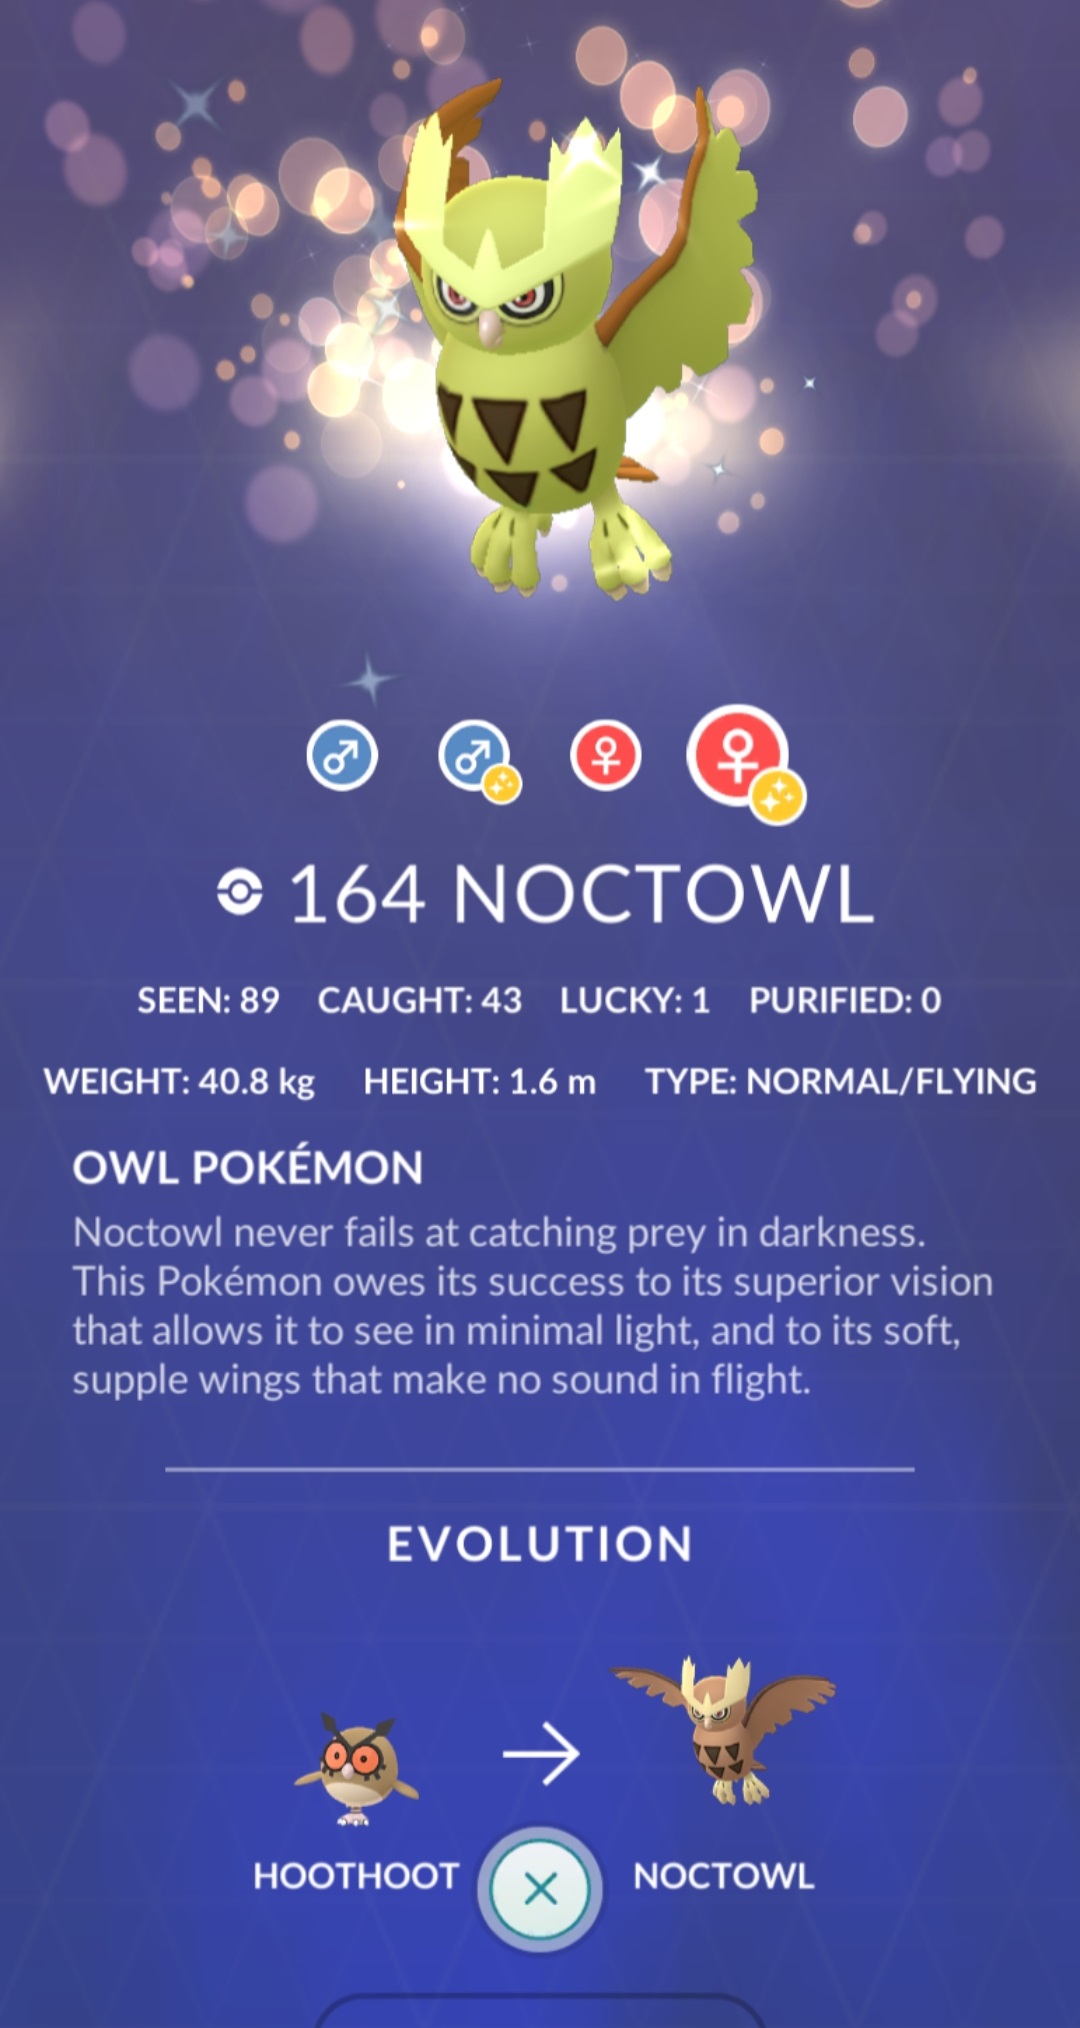 164 NOCTOWL
SEEN: 89 CAUGHT: 43 LUCKY: 1 PURIFIED: 0
WEIGHT: 40.8 kg HEIGHT: 1.6 m TYPE: NORMAL/FLYING
OWL POKÉMON
Noctowl never fails at catching prey in darkness.
This Pokémon owes its success to its superior vision
that allows it to see in minimal light, and to its soft,
supple wings that make no sound in flight.
EVOLUTION
HOOTHOOT NOCTOWL